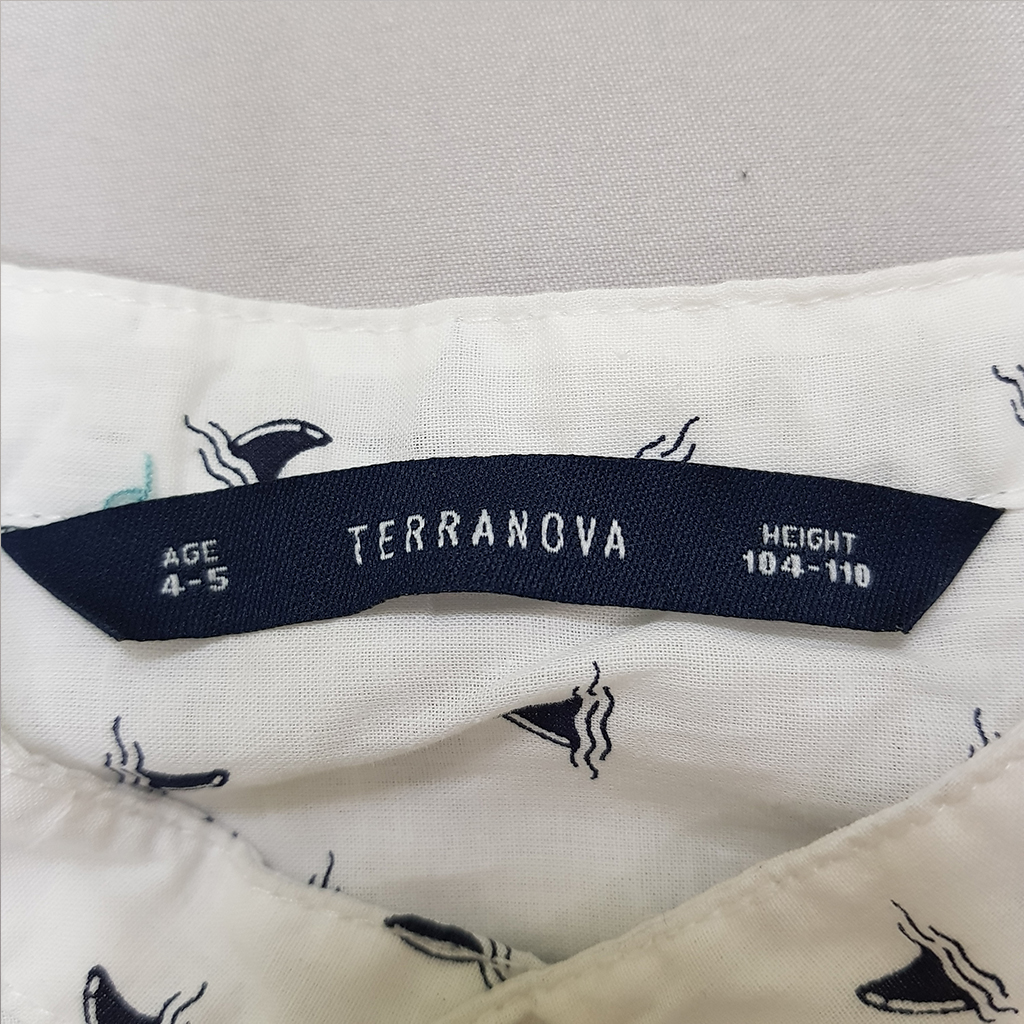 AGE
4-5
TERRANOVA
HEIGHT
104-110